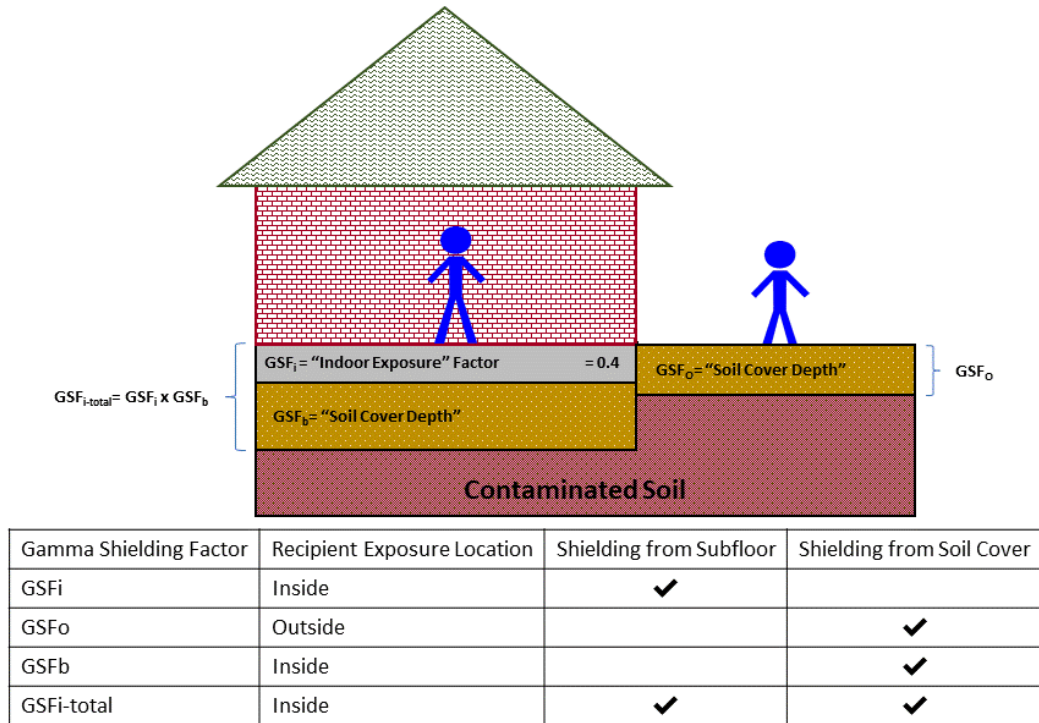 GSFi = “Indoor Exposure” Factor = 0.4
GSFO= “Soil Cover Depth”
GSFO
GSFi-total= GSFi x GSFb
GSFb= “Soil Cover Depth”
Contaminated Soil
Gamma Shielding Factor Recipient Exposure Location Shielding from Subfloor Shielding from Soil Cover
GSFi Inside ✔
GSFo Outside ✔
GSFb Inside ✔
GSFi-total Inside ✔ ✔